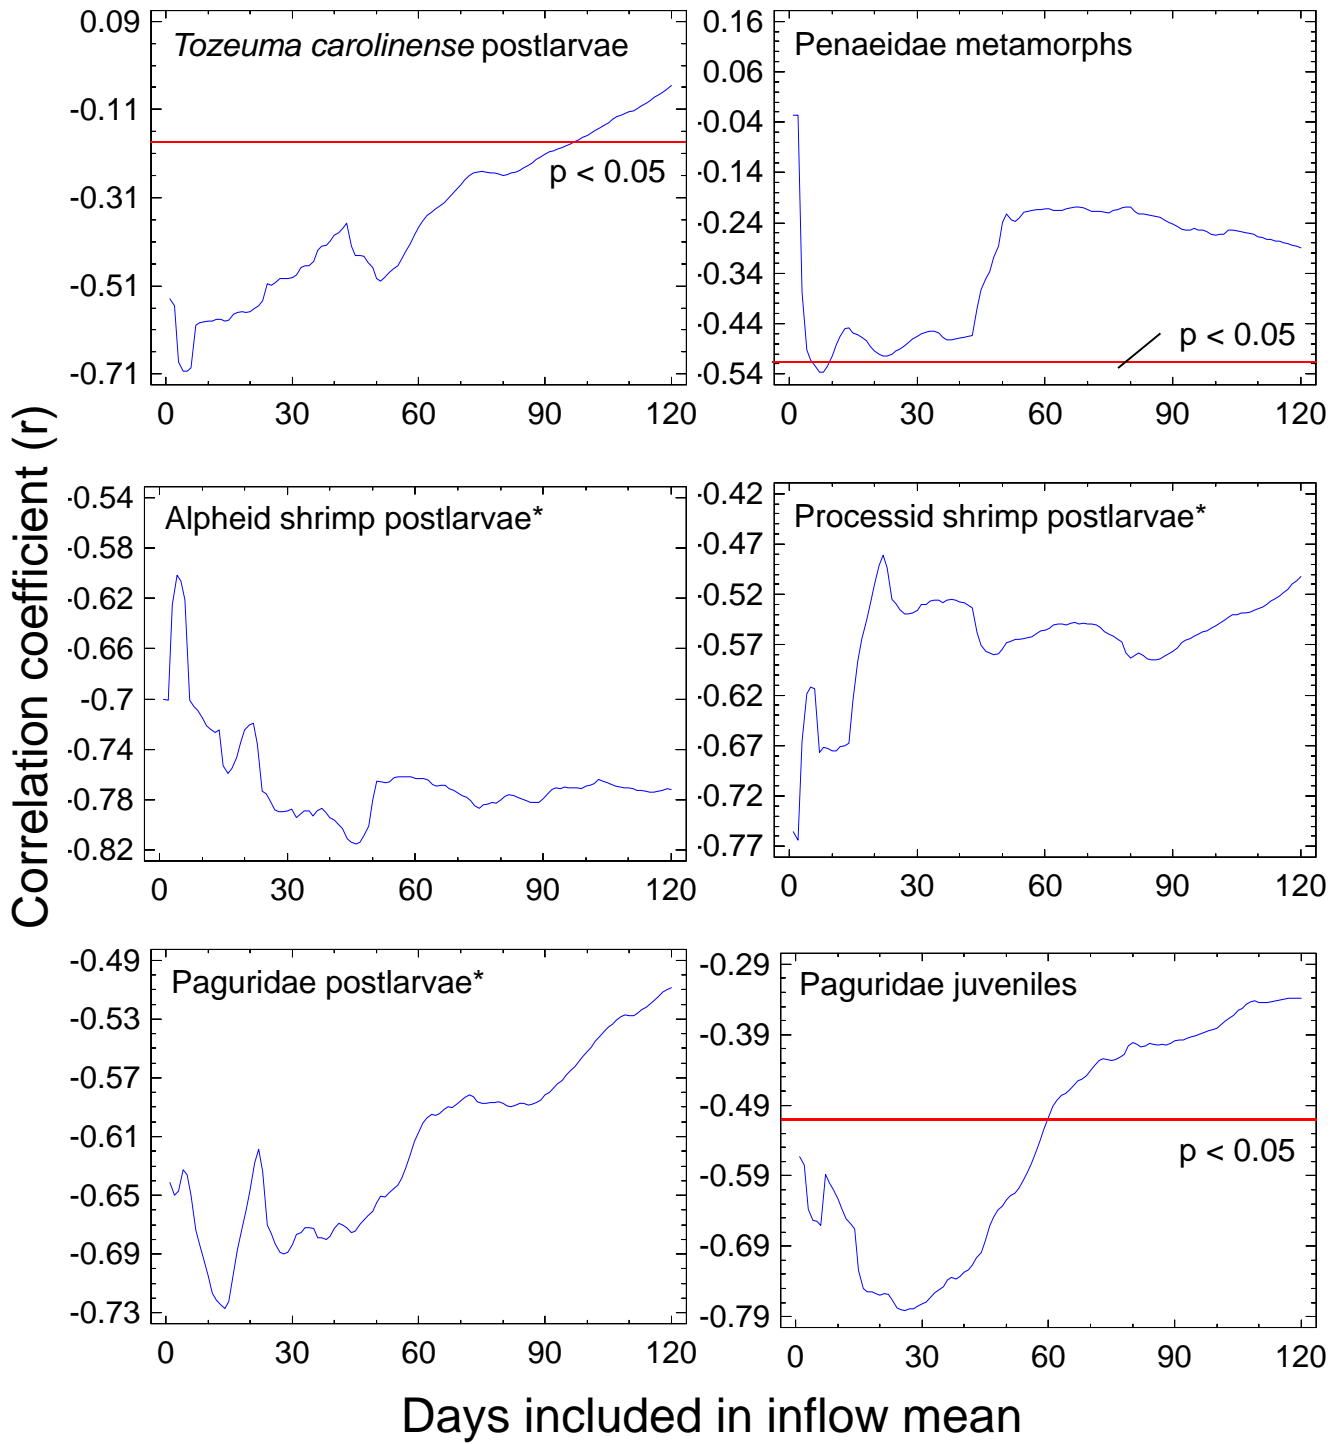 Correlation coefficient (r)
Tozeuma carolinense postlarvae
0.09
-0.11
-0.31
-0.51
-0.71
p < 0.05
0 30 60 90 120
Penaeidae metamorphs
0.16
0.06
-0.04
-0.14
-0.24
-0.34
-0.44
-0.54
p < 0.05
0 30 60 90 120
Alpheid shrimp postlarvae*
-0.54
-0.58
-0.62
-0.66
-0.7
-0.74
-0.78
-0.82
0 30 60 90 120
Processid shrimp postlarvae*
-0.42
-0.47
-0.52
-0.57
-0.62
-0.67
-0.72
-0.77
0 30 60 90 120
Paguridae postlarvae*
-0.49
-0.53
-0.57
-0.61
-0.65
-0.69
-0.73
0 30 60 90 120
Paguridae juveniles
-0.29
-0.39
-0.49
-0.59
-0.69
-0.79
p < 0.05
0 30 60 90 120
Days included in inflow mean